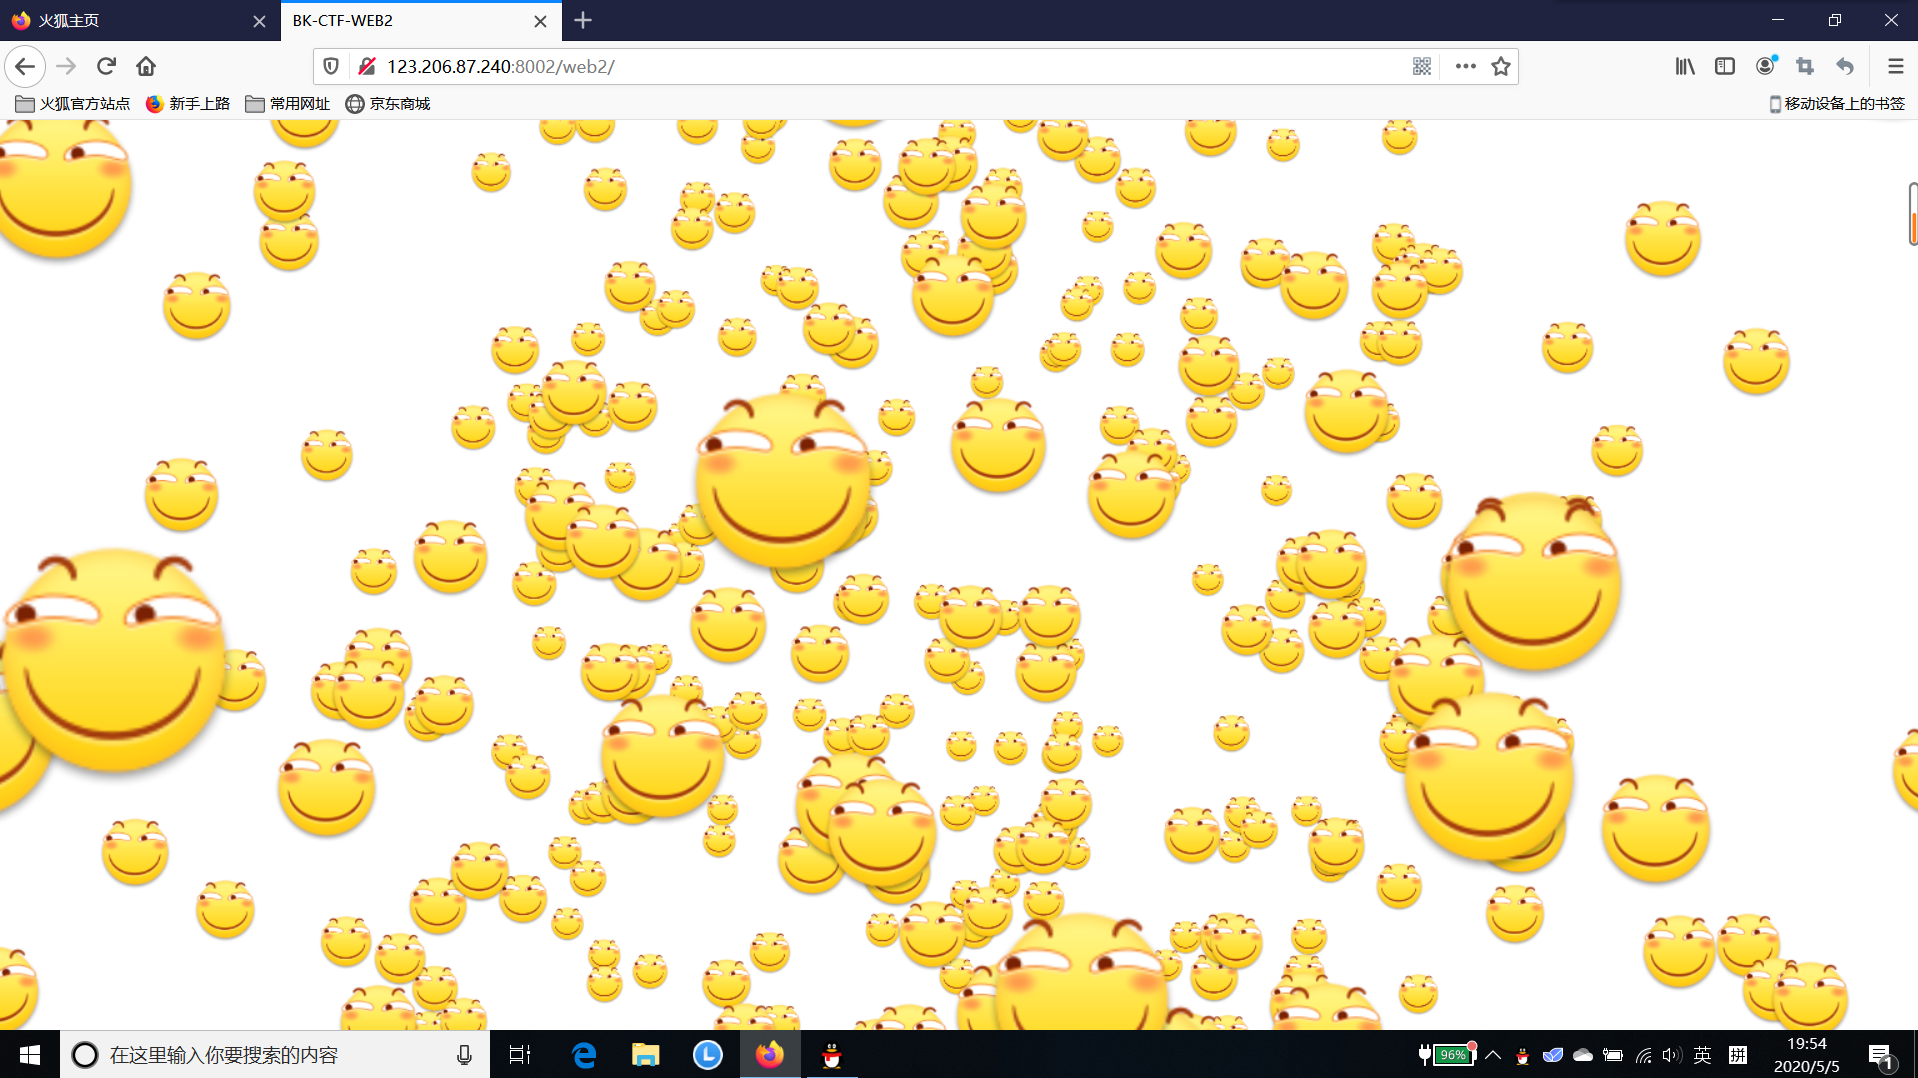 火狐主页
BK-CTF-WEB2
123.206.87.240:8002/web2/
火狐官方站点
新手上路
常用网址
京东商城
移动设备上的书签
在这里输入你要搜索的内容
96%
英
拼
19:54
2020/5/5
1